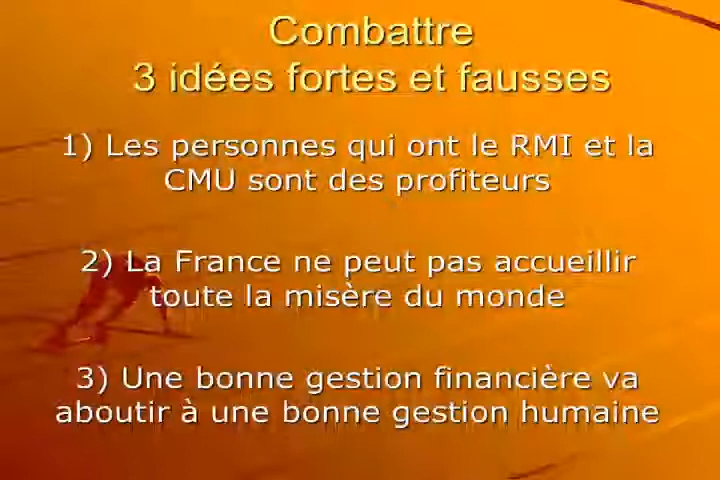 Combattre
3 idées fortes et fausses
1) Les personnes qui ont le RMI et la
CMU sont des profiteurs
2) La France ne peut pas accueillir
toute la misère du monde
3) Une bonne gestion financière va
aboutir à une bonne gestion humaine